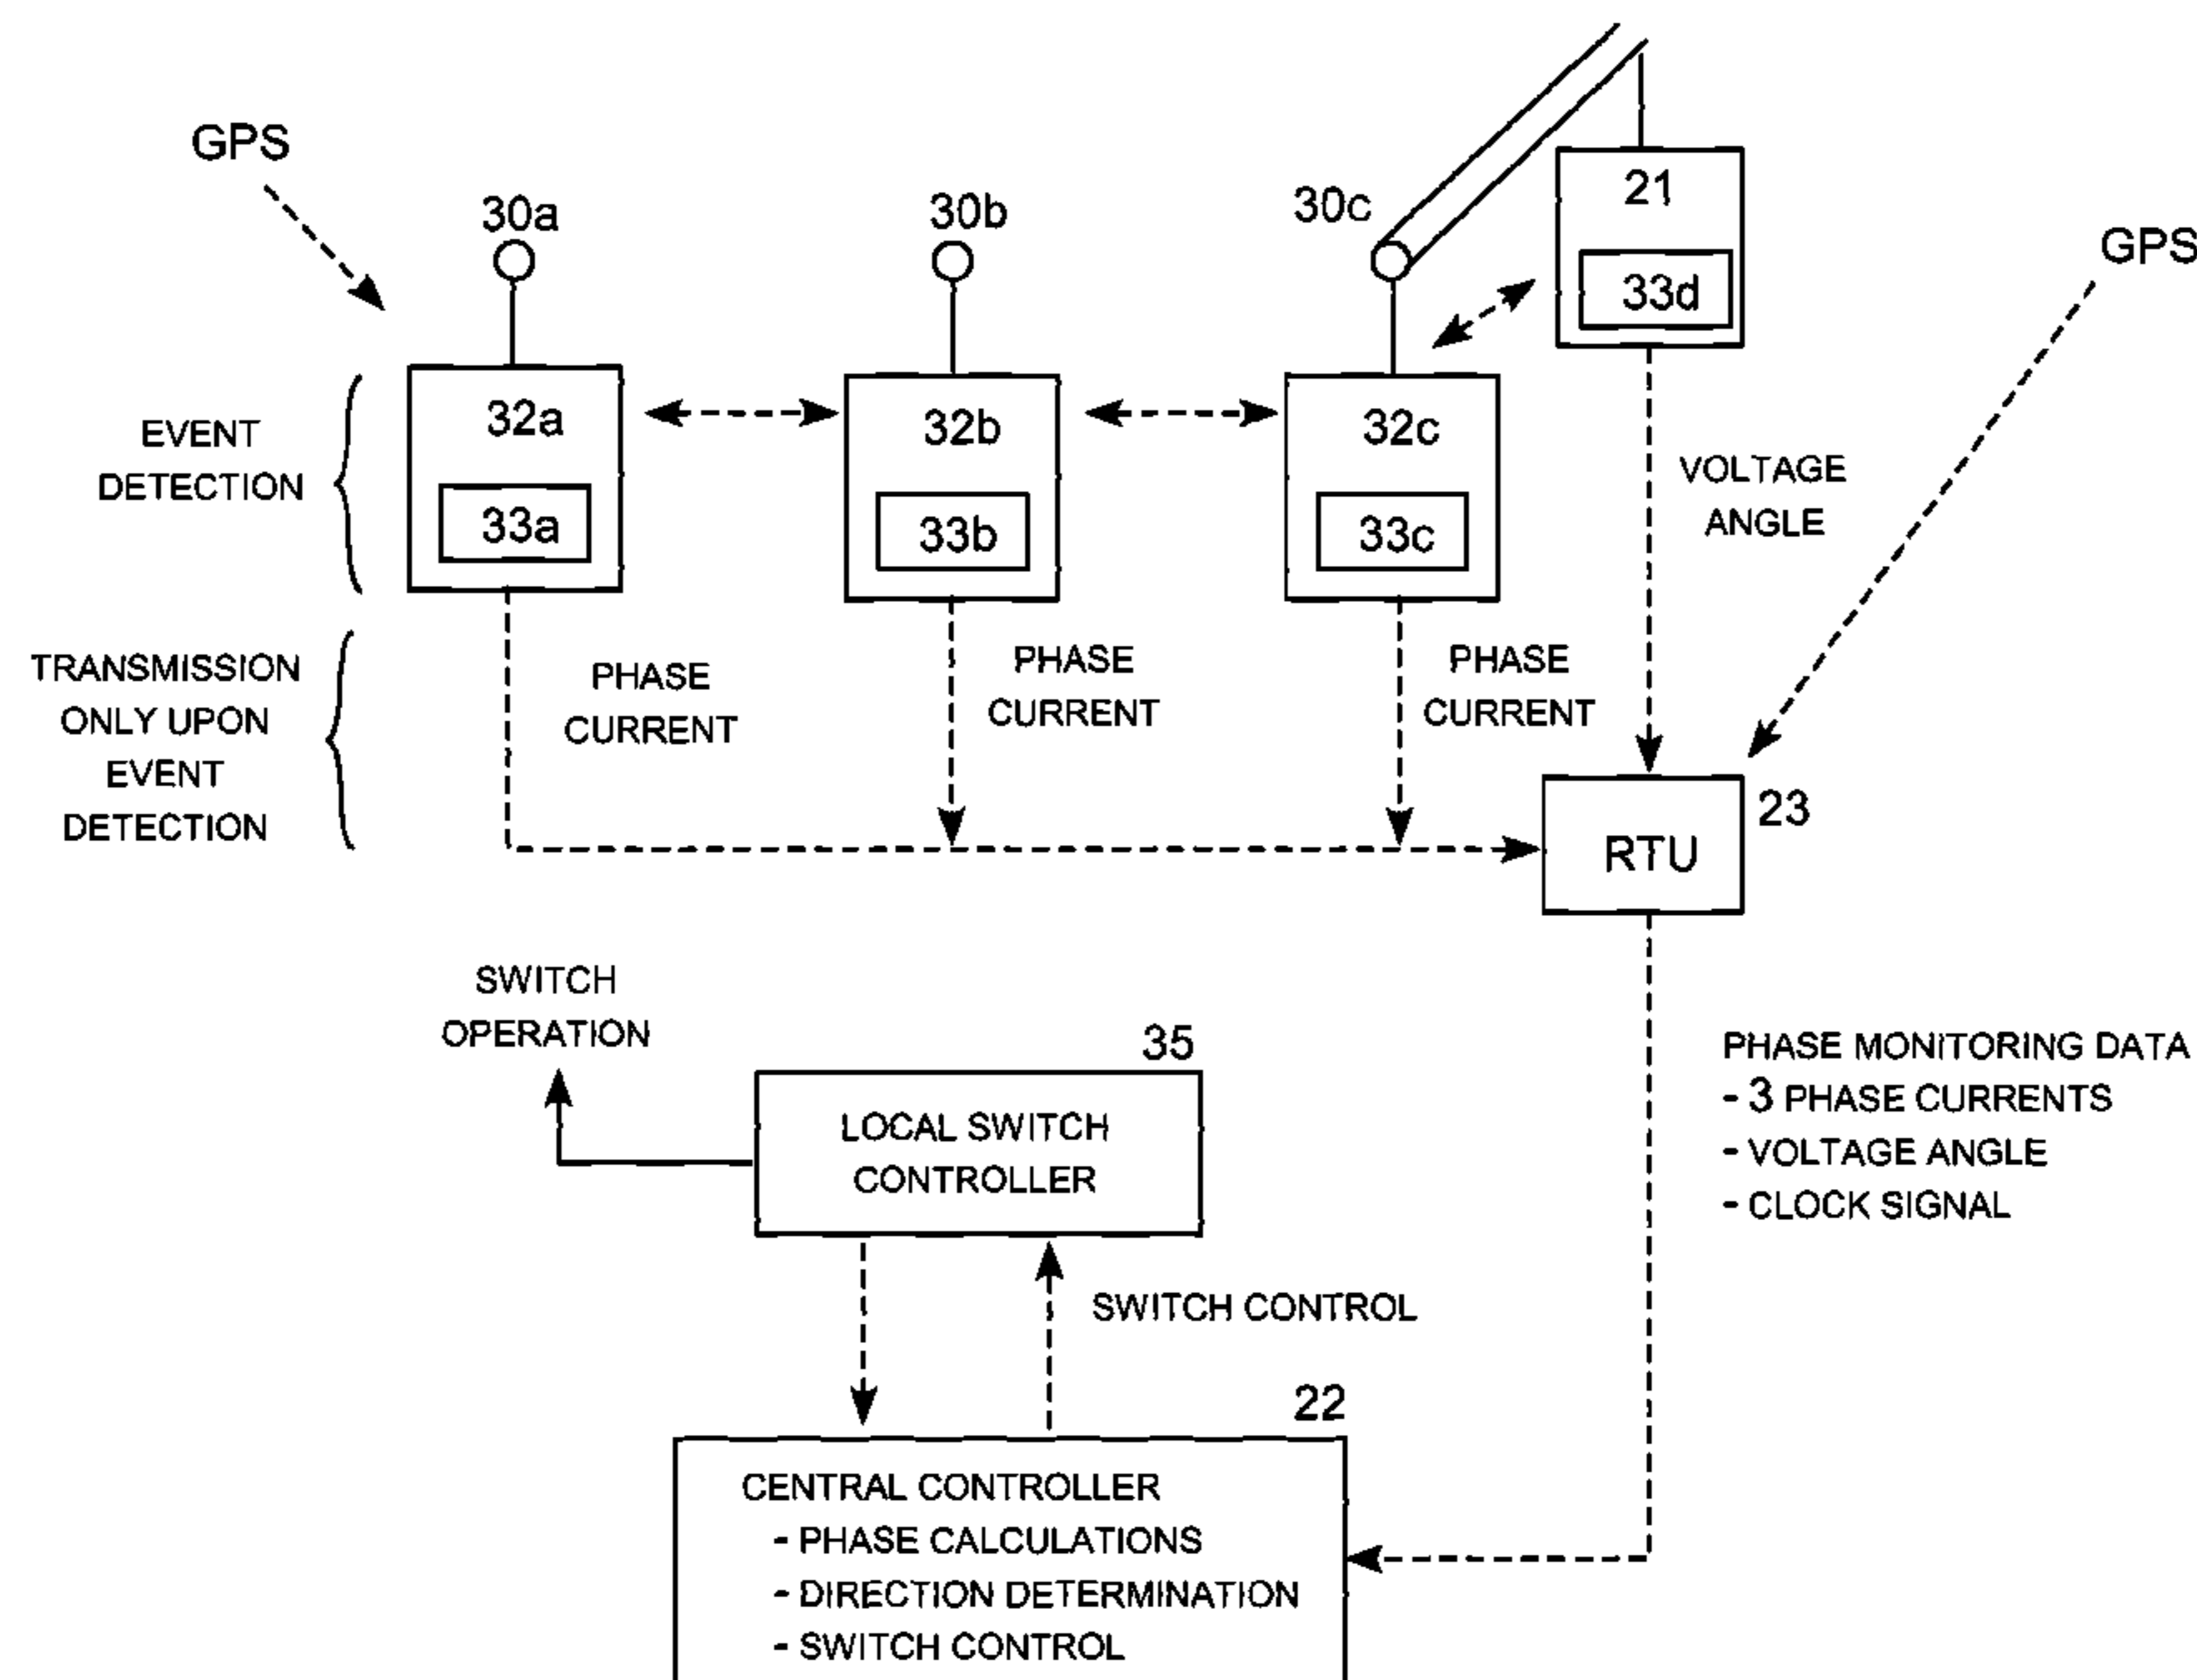 GPS
30a
30b
30c
21
33d
GPS
32a
33a
32b
33b
32c
33c
EVENT
DETECTION
VOLTAGE
ANGLE
TRANSMISSION
ONLY UPON
EVENT
DETECTION
PHASE
CURRENT
PHASE
CURRENT
PHASE
CURRENT
RTU
23
SWITCH
OPERATION
35
LOCAL SWITCH
CONTROLLER
PHASE MONITORING DATA
- 3 PHASE CURRENTS
- VOLTAGE ANGLE
- CLOCK SIGNAL
SWITCH CONTROL
22
CENTRAL CONTROLLER
- PHASE CALCULATIONS
- DIRECTION DETERMINATION
- SWITCH CONTROL